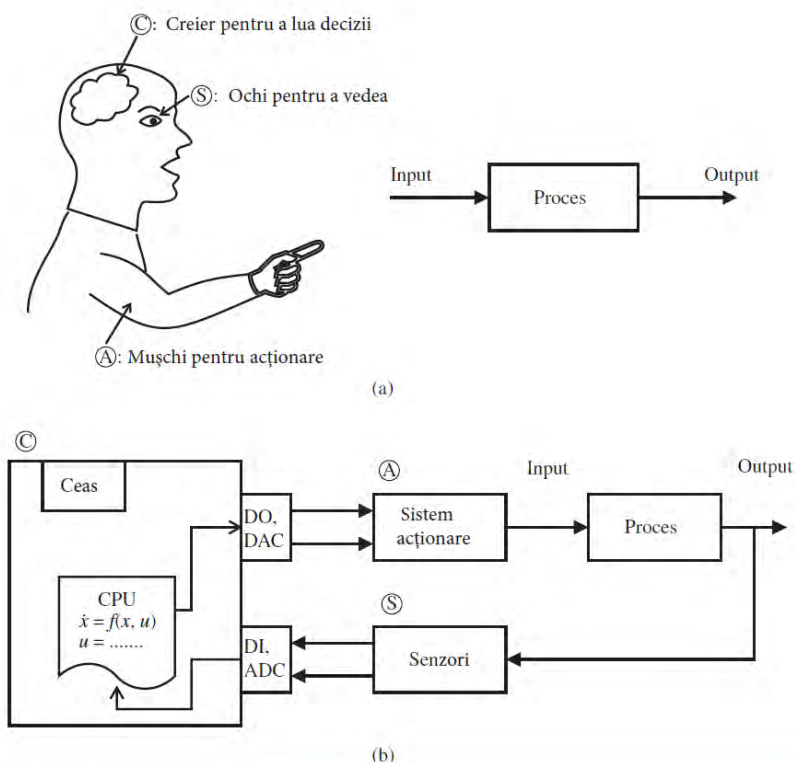 Ⓒ: Creier pentru a lua decizii
Ⓢ: Ochi pentru a vedea
Input
Output
Proces
Ⓐ: Mușchi pentru acționare
(a)
Ⓒ
Ceas
DO,
DAC
Ⓐ
Sistem
acționare
Input
Proces
Output
CPU
ẋ = f(x, u)
u = .......
DI,
ADC
Ⓢ
Senzori
(b)